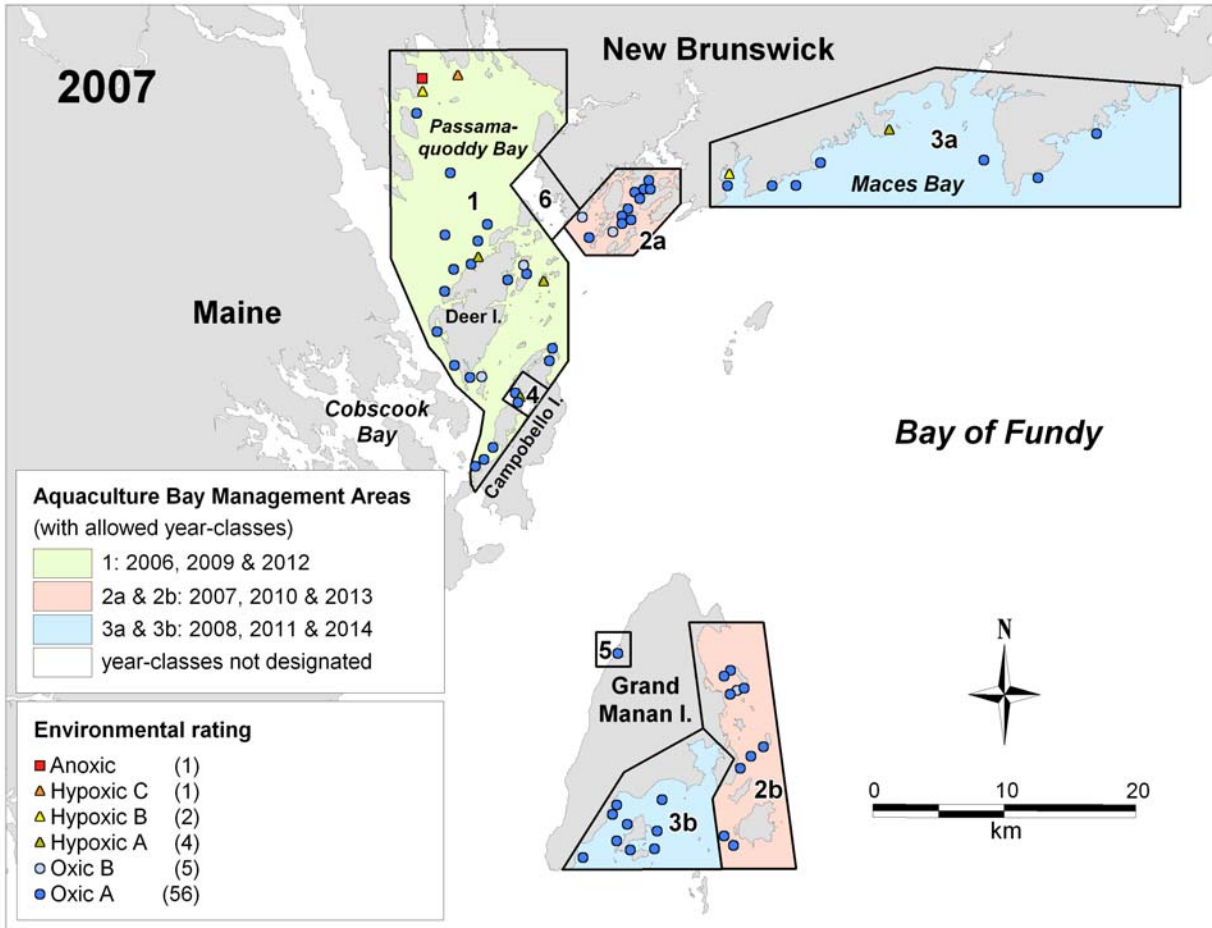 2007
New Brunswick
Passama-
quoddy Bay
3a
Maces Bay
1
6
2a
Maine
Deer I.
Cobscook
Bay
4
Campobello I.
Bay of Fundy
Aquaculture Bay Management Areas
(with allowed year-classes)
1: 2006, 2009 & 2012
2a & 2b: 2007, 2010 & 2013
3a & 3b: 2008, 2011 & 2014
year-classes not designated
5
Grand
Manan I.
2b
3b
N
0 10 20
km
Environmental rating
Anoxic (1)
Hypoxic C (1)
Hypoxic B (2)
Hypoxic A (4)
Oxic B (5)
Oxic A (56)